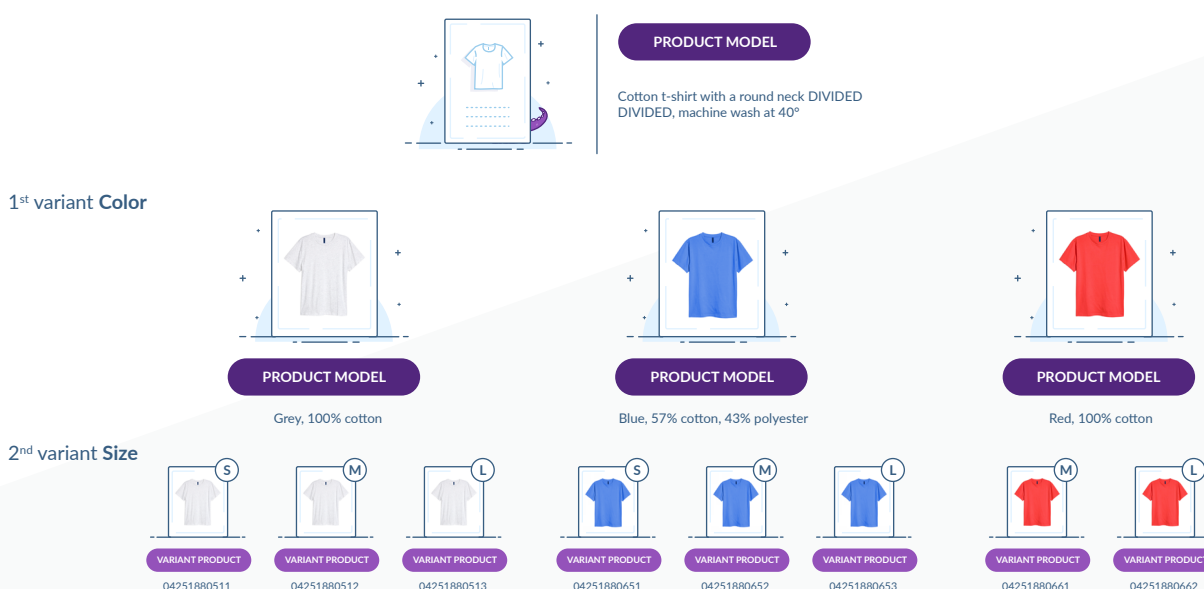 PRODUCT MODEL
Cotton t-shirt with a round neck DIVIDED
DIVIDED, machine wash at 40°
1st variant Color
PRODUCT MODEL
PRODUCT MODEL
PRODUCT MODEL
Grey, 100% cotton
Blue, 57% cotton, 43% polyester
Red, 100% cotton
2nd variant Size
S
M
L
S
M
L
M
L
VARIANT PRODUCT
VARIANT PRODUCT
VARIANT PRODUCT
VARIANT PRODUCT
VARIANT PRODUCT
VARIANT PRODUCT
VARIANT PRODUCT
VARIANT PRODUCT
04251880511
04251880512
04251880513
04251880651
04251880652
04251880653
04251880661
04251880662